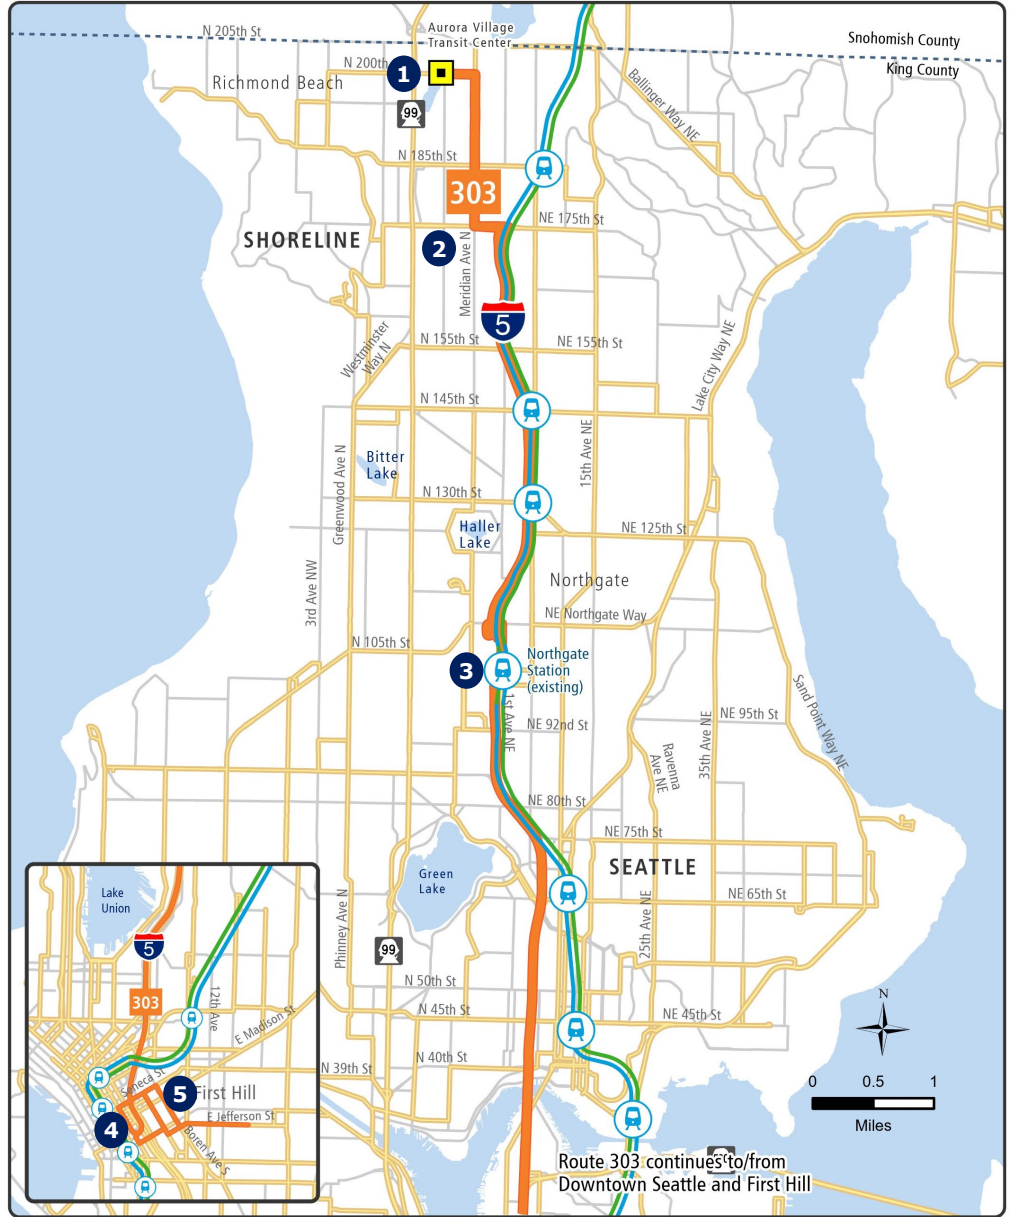 N 205th St
Aurora Village
Transit Center
Snohomish County
King County
N 200th
1
Richmond Beach
99
Ballinger Way NE
N 185th St
303
NE 175th St
SHORELINE
2
Meridian Ave N
5
Westminster
Way N
N 155th St
NE 155th St
Lake City Way NE
N 145th St
Greenwood Ave N
15th Ave NE
Bitter
Lake
N 130th St
Haller
Lake
NE 125th St
3rd Ave NW
Northgate
NE Northgate Way
N 105th St
3
Northgate
Station
(existing)
Sand Point Way NE
1st Ave NE
NE 92nd St
NE 95th St
35th Ave NE
Ravenna
Ave NE
NE 80th St
NE 75th St
SEATTLE
Green
Lake
NE 65th St
25th Ave NE
Phinney Ave N
99
N 50th St
N 45th St
NE 45th St
N 40th St
N 39th St
N
0 0.5 1
Miles
Route 303 continues to/from
Downtown Seattle and First Hill
Lake
Union
5
303
12th Ave
E Madison St
Seneca St
5
First Hill
E Jefferson St
4
Boren Ave S